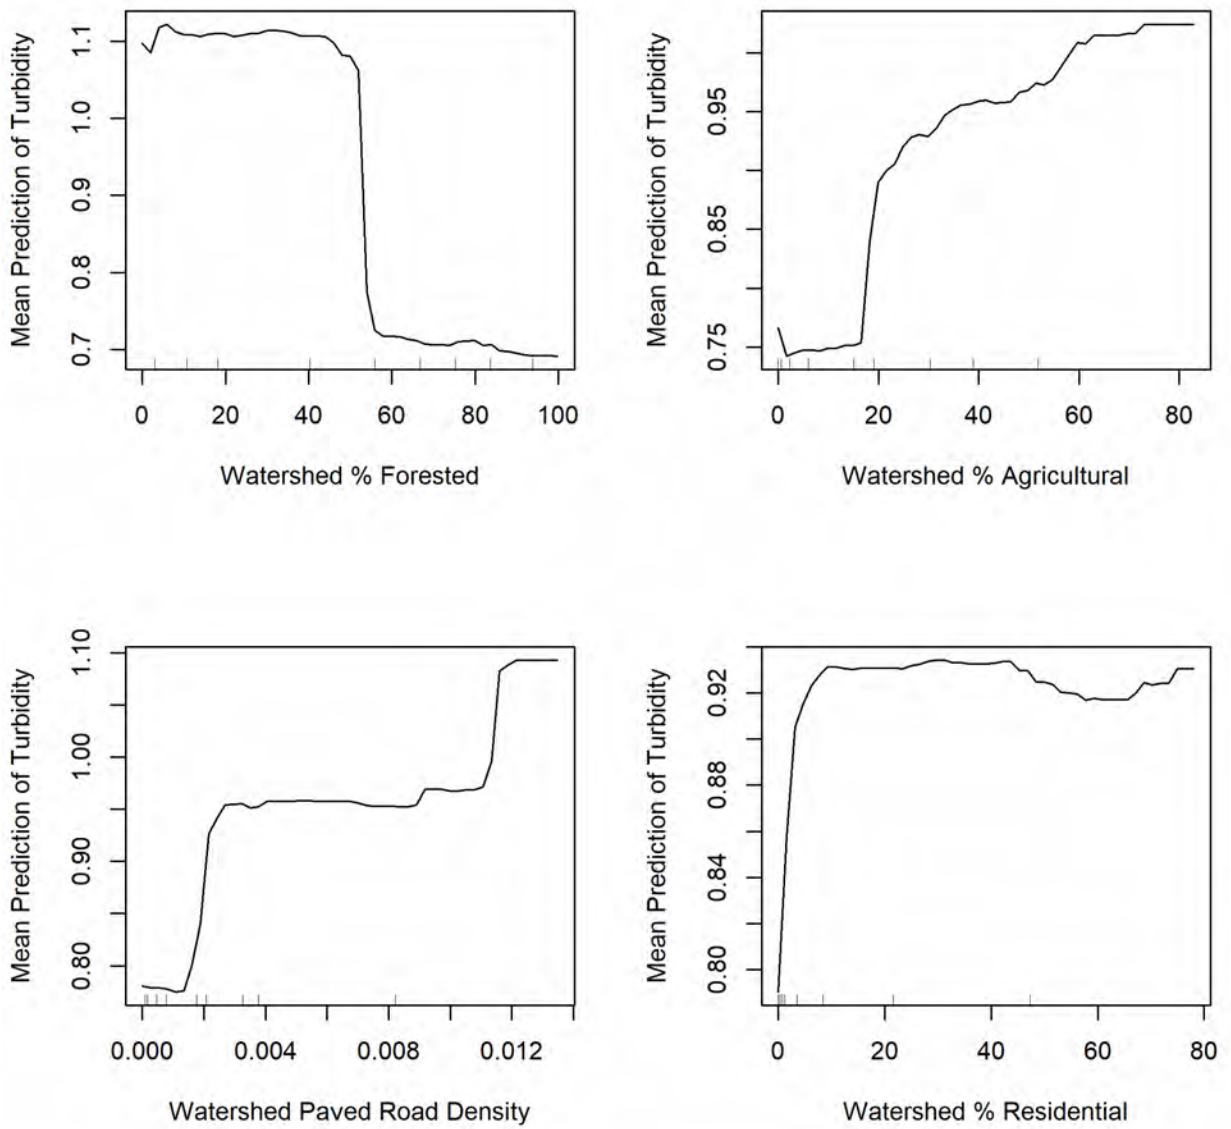 Mean Prediction of Turbidity
1.1
1.0
0.9
0.8
0.7
0 20 40 60 80 100
Watershed % Forested
Mean Prediction of Turbidity
0.95
0.85
0.75
0 20 40 60 80
Watershed % Agricultural
Mean Prediction of Turbidity
1.10
1.00
0.90
0.80
0.000 0.004 0.008 0.012
Watershed Paved Road Density
Mean Prediction of Turbidity
0.92
0.88
0.84
0.80
0 20 40 60 80
Watershed % Residential